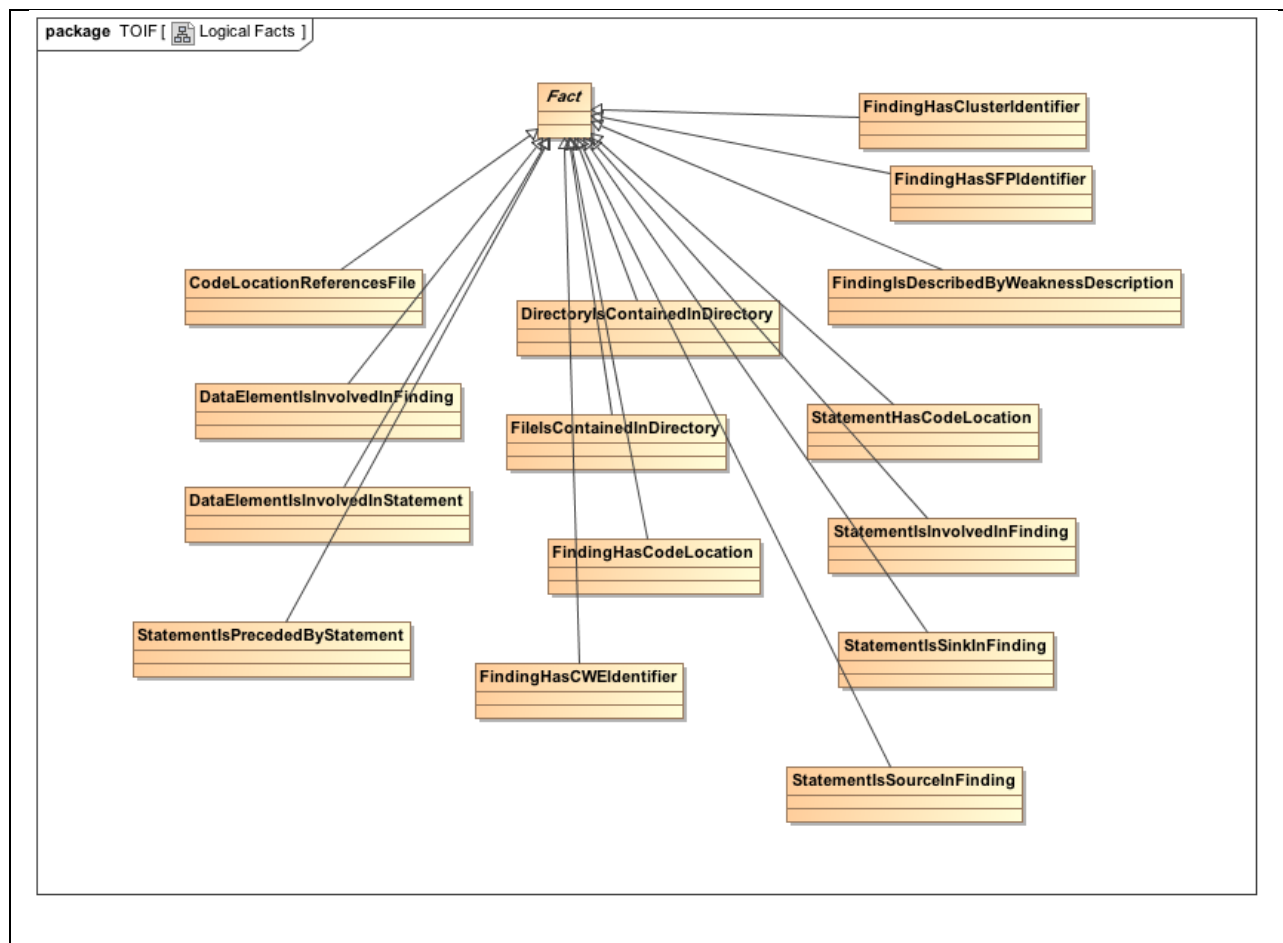 package TOIF [ Logical Facts ]
Fact
FindingHasClusterIdentifier
FindingHasSFPIdentifier
CodeLocationReferencesFile
FindingIsDescribedByWeaknessDescription
DirectoryIsContainedInDirectory
DataElementIsInvolvedInFinding
StatementHasCodeLocation
FileIsContainedInDirectory
DataElementIsInvolvedInStatement
StatementIsInvolvedInFinding
FindingHasCodeLocation
StatementIsPrecededByStatement
StatementIsSinkInFinding
FindingHasCWEIdentifier
StatementIsSourceInFinding